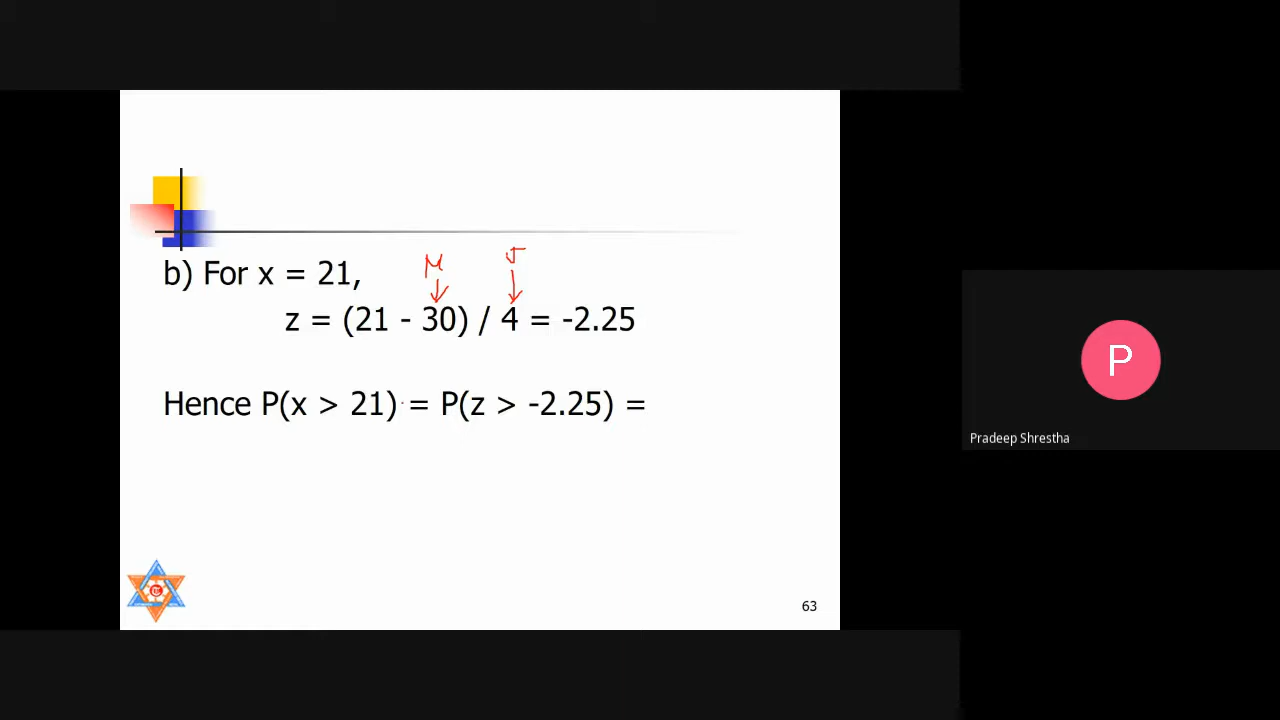 b) For x = 21,
μ σ
z = (21 - 30) / 4 = -2.25
Hence P(x > 21) = P(z > -2.25) =
63
P
Pradeep Shrestha